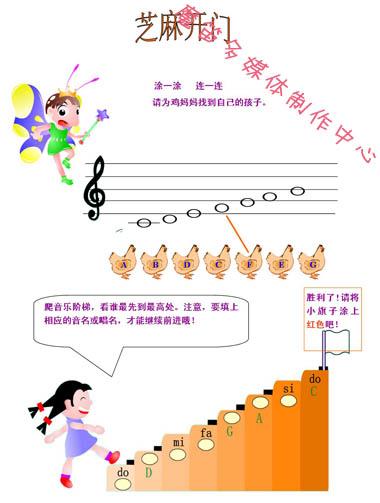 芝麻开门
多媒体制作中心
涂一涂 连一连
请为鸡妈妈找到自己的孩子。
A B D C F E G
爬音乐阶梯，看谁最先到最高处。注意，要填上
相应的音名或唱名，才能继续前进哦！
胜利了！请将
小旗子涂上
红色吧！
do
C
si
A
G
fa
mi
D
do